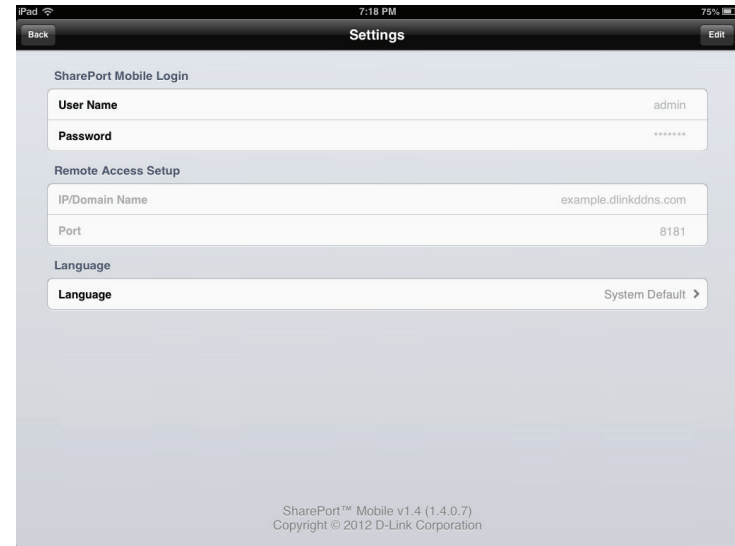 iPad 7:18 PM 75%
Back Settings Edit
SharePort Mobile Login
User Name admin
Password *******
Remote Access Setup
IP/Domain Name example.dlinkddns.com
Port 8181
Language
Language System Default >
SharePort™ Mobile v1.4 (1.4.0.7)
Copyright © 2012 D-Link Corporation